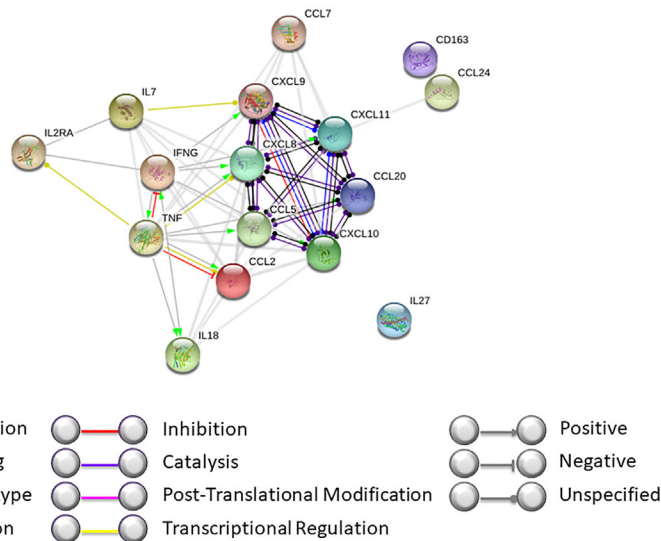 CCL7
CD163
CCL24
CXCL9
IL7
CXCL11
IL2RA
IFNG
CXCL8
CCL20
CCL5
TNF
CXCL10
CCL2
IL27
IL18
ion
Inhibition
Positive
g
Catalysis
Negative
type
Post-Translational Modification
Unspecified
on
Transcriptional Regulation